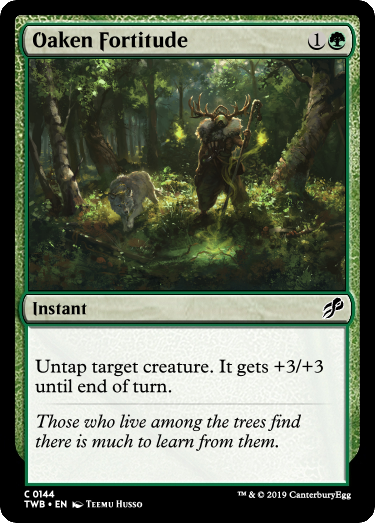 Oaken Fortitude 1
Instant
Untap target creature. It gets +3/+3
until end of turn.
Those who live among the trees find
there is much to learn from them.
C 0144
TWB • EN Teemu Husso
™ & © 2019 CanterburyEgg